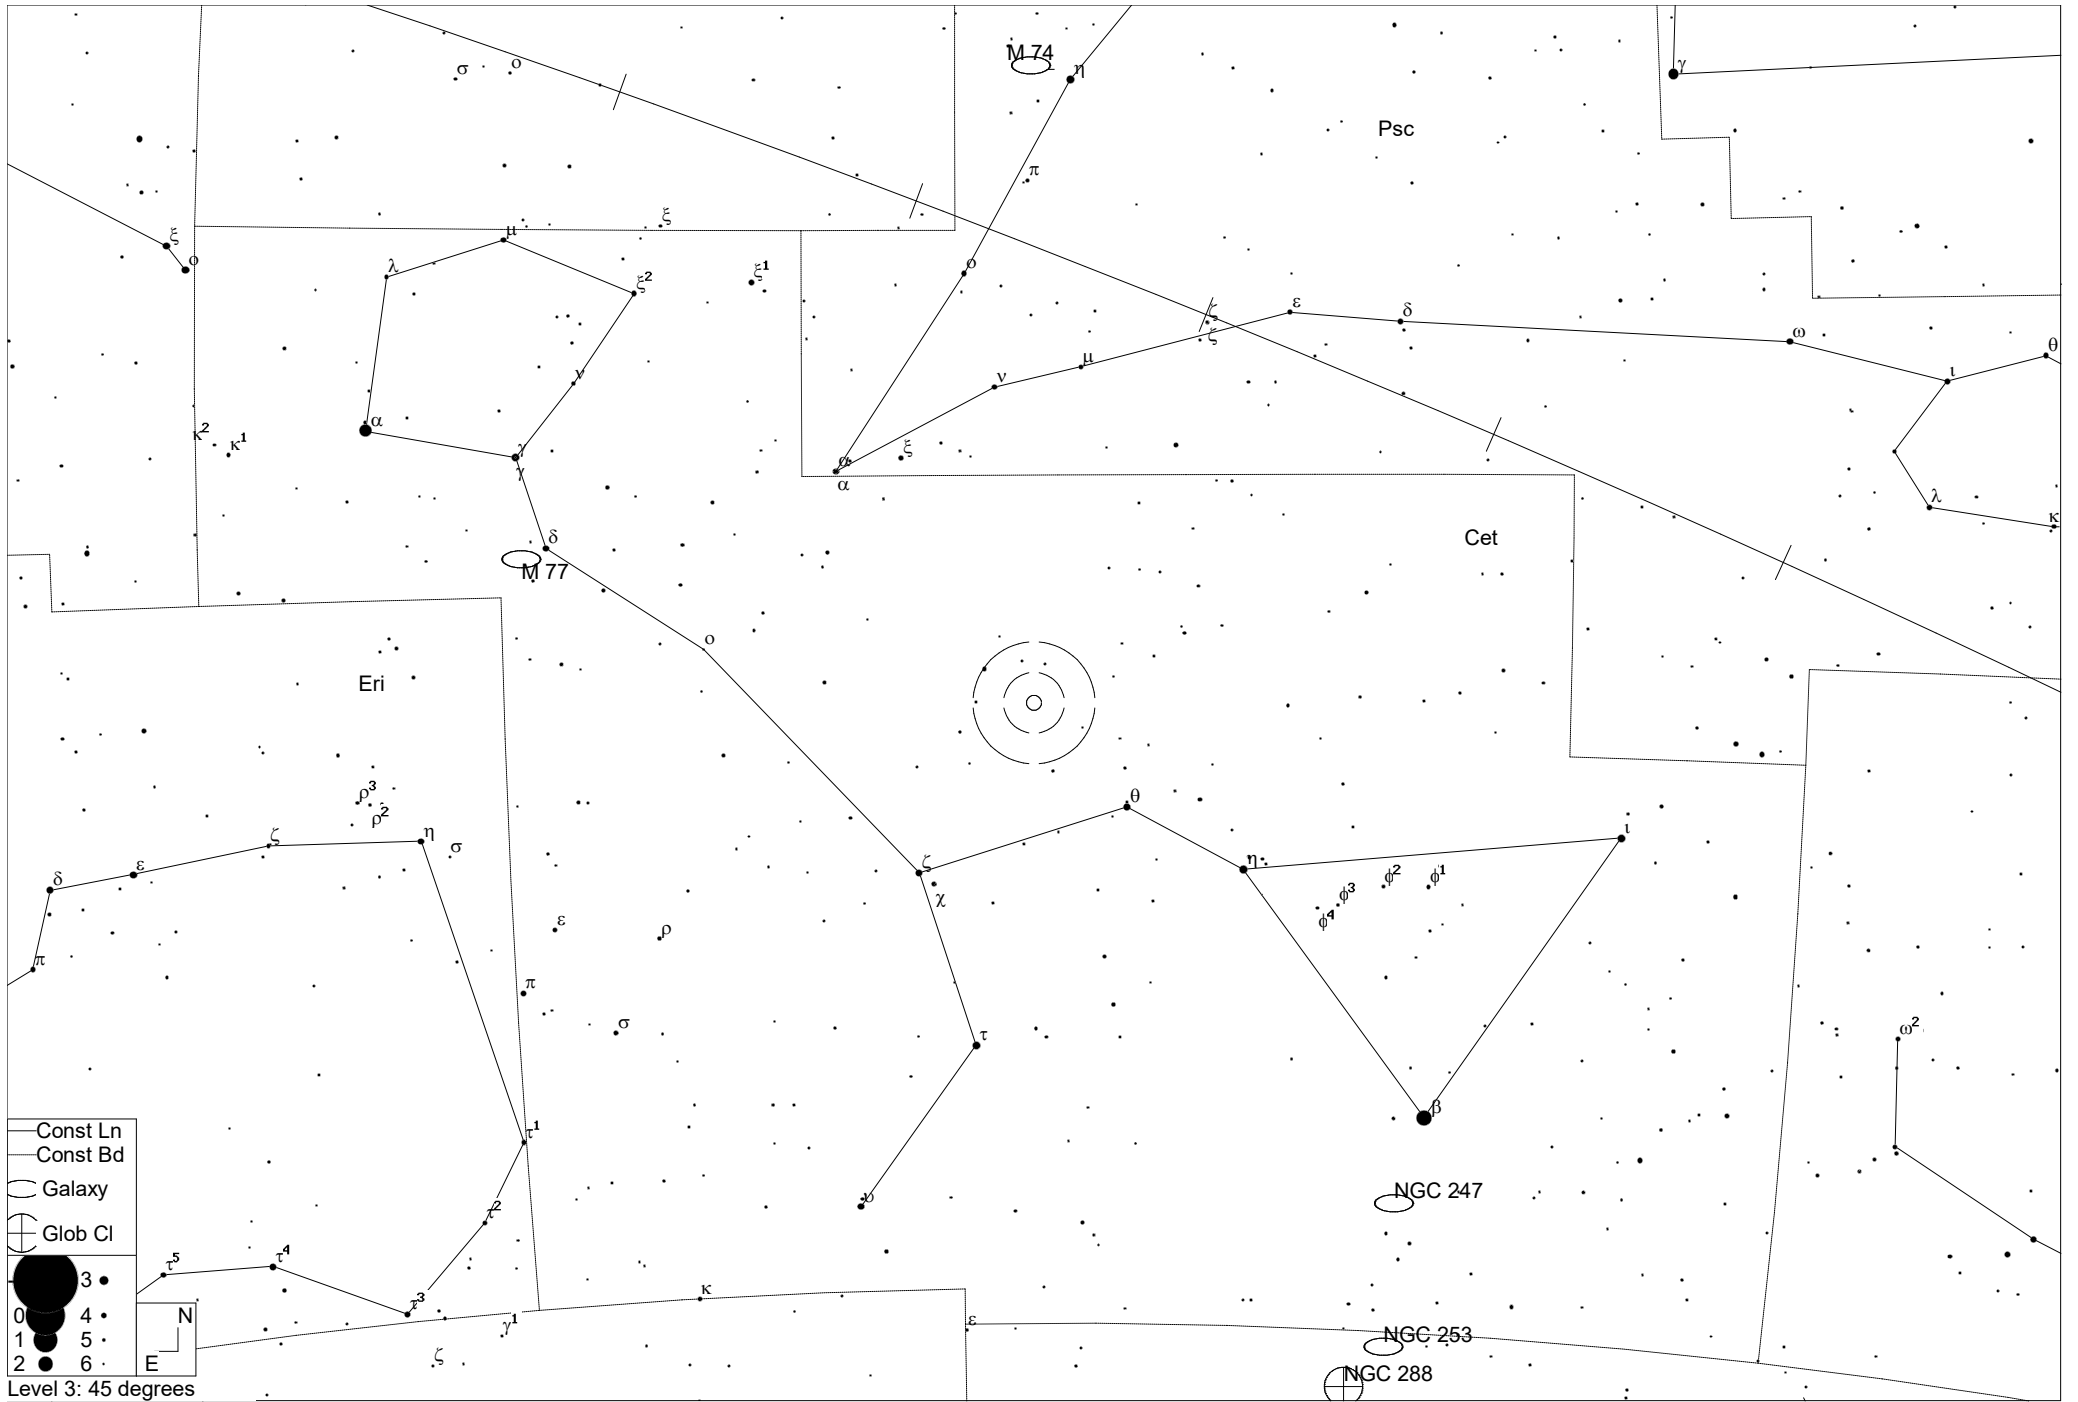 M 74
σ
ο
η
γ
Psc
π
ξ
ξ
ο
μ
λ
ξ²
ξ¹
ο
ζ
ζ
ε
δ
ω
θ
ι
μ
ν
ν
α
κ²
κ¹
γ
γ
ξ
α
α
λ
κ
Cet
δ
M 77
ο
Eri
ρ³
ρ²
η
σ
ζ
ε
δ
θ
ι
ζ
χ
η
φ²
φ¹
φ³
φ⁴
ε
ρ
π
π
σ
τ
ω²
β
τ¹
υ
NGC 247
τ²
τ⁵
τ⁴
τ³
κ
γ¹
ε
ζ
NGC 253
NGC 288
Const Ln
Const Bd
Galaxy
Glob Cl
3
0 4
1 5
2 6
N
E
Level 3: 45 degrees